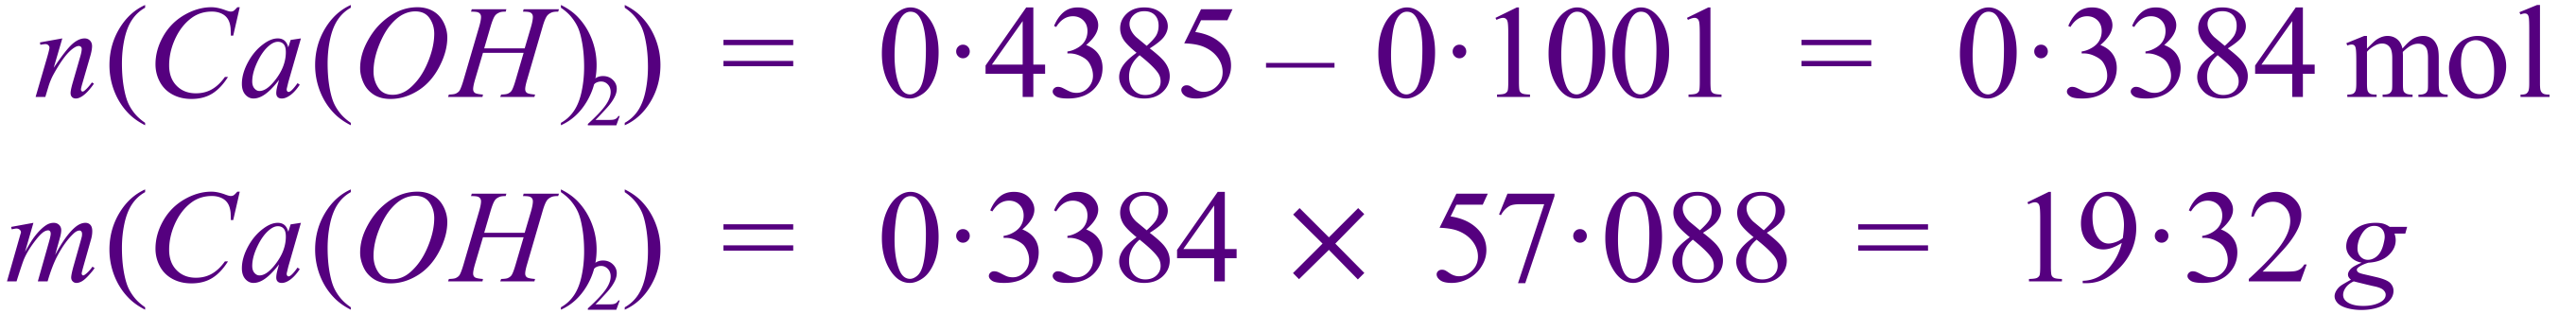 n(Ca(OH)₂) = 0·4385 – 0·1001 = 0·3384 mol
m(Ca(OH)₂) = 0·3384 × 57·088 = 19·32 g